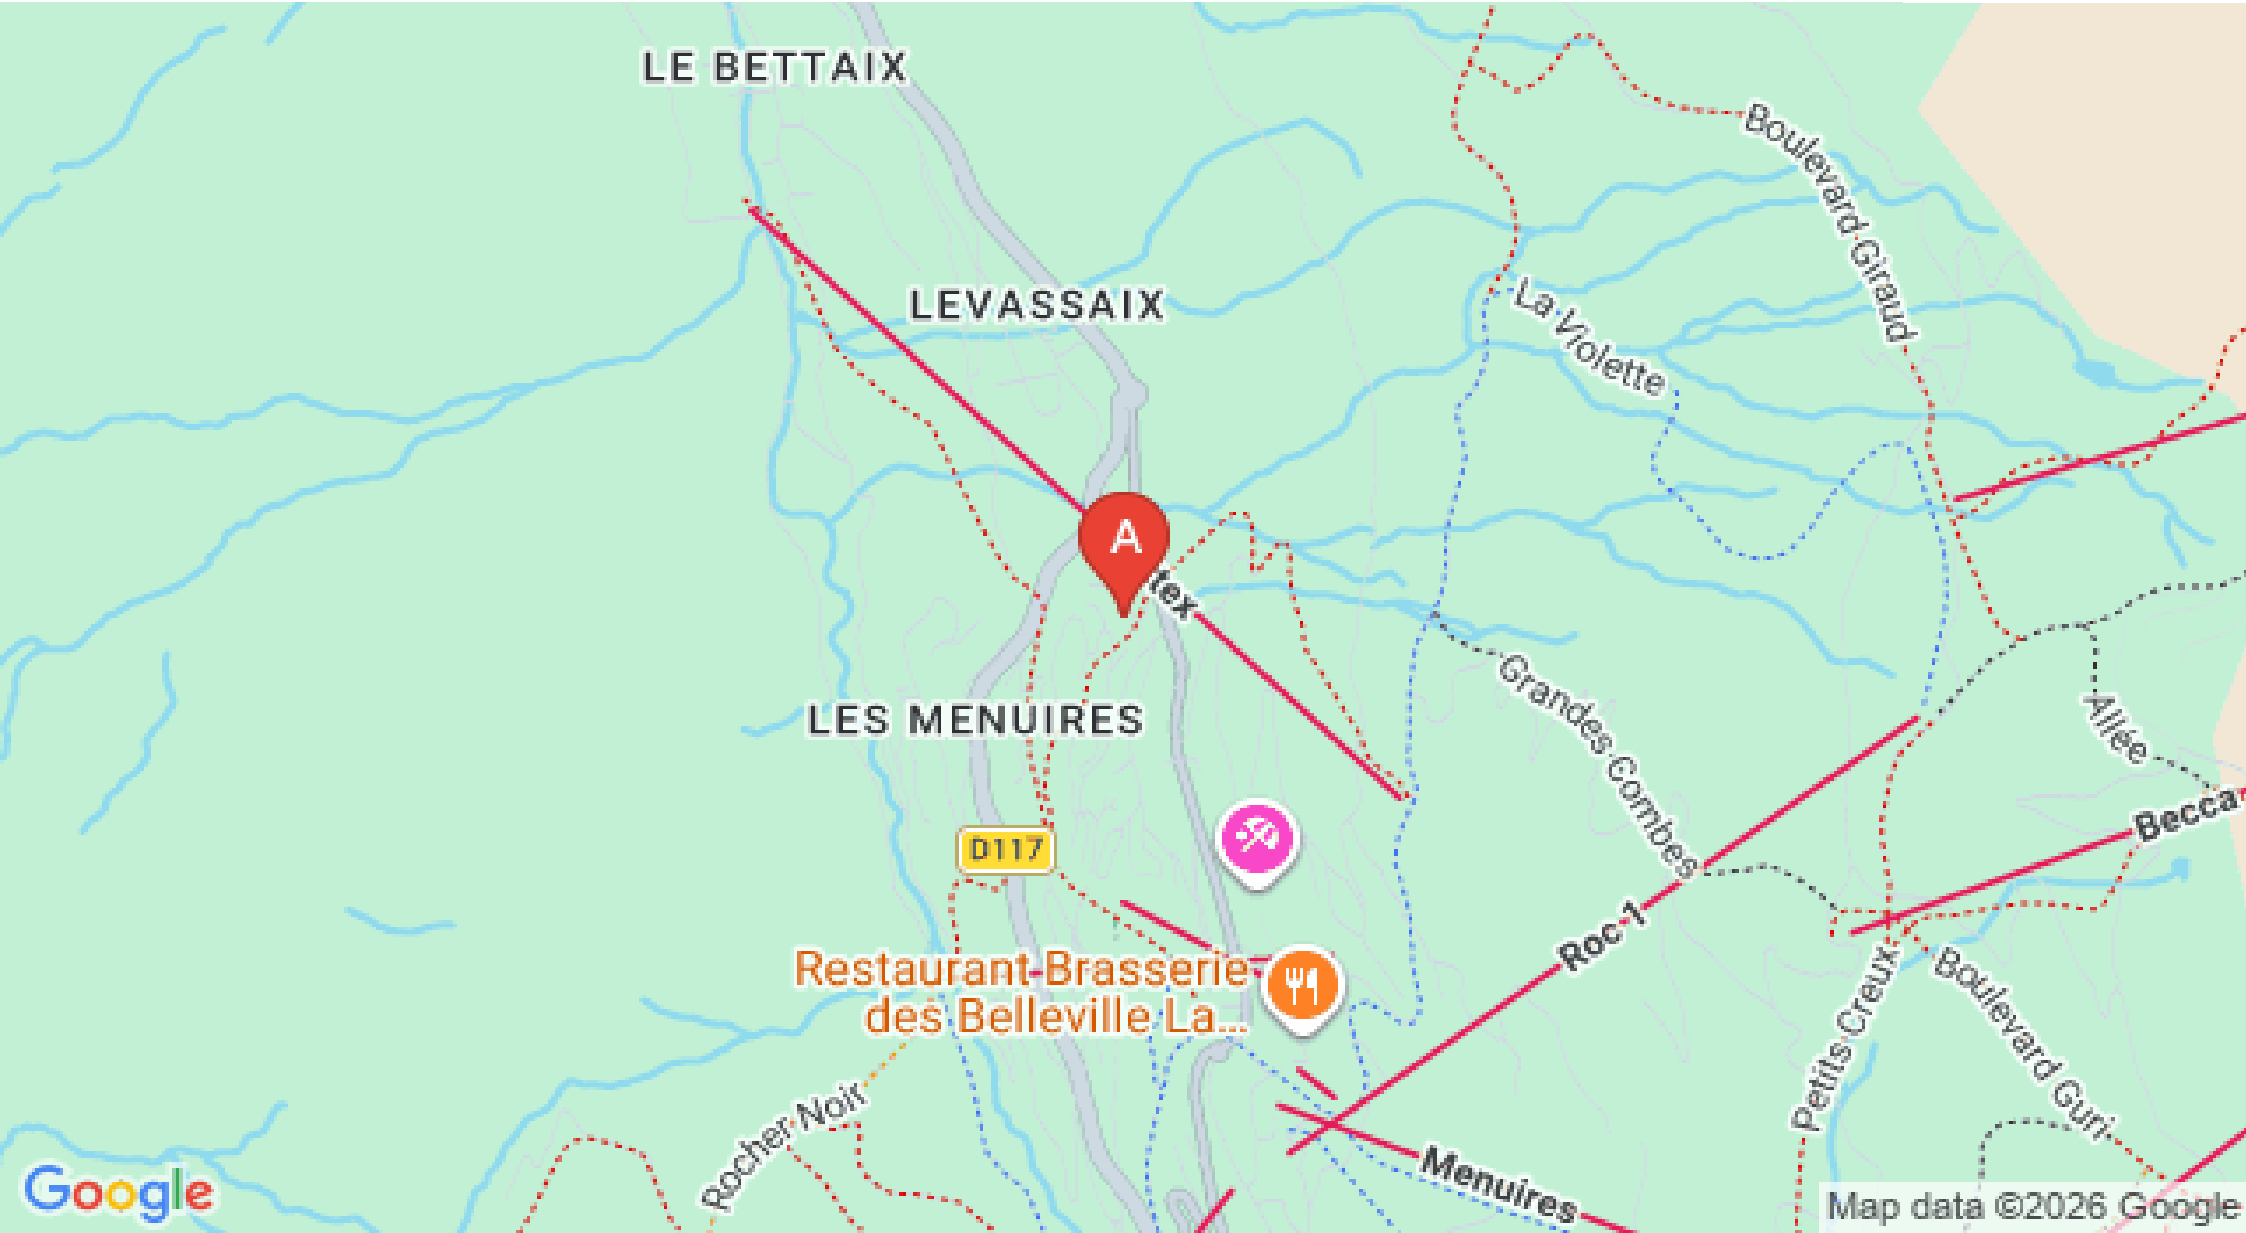 LE BETTAIX
Boulevard Giraud
LEVASSAIX
La Violette
A
tex
Grandes Combes
LES MENUIRES
Allée
Becca
D117
Roc 1
Restaurant Brasserie
des Belleville La...
Petits Creux
Boulevard Guri
Rocher Noir
Menuires
Google
Map data ©2026 Google